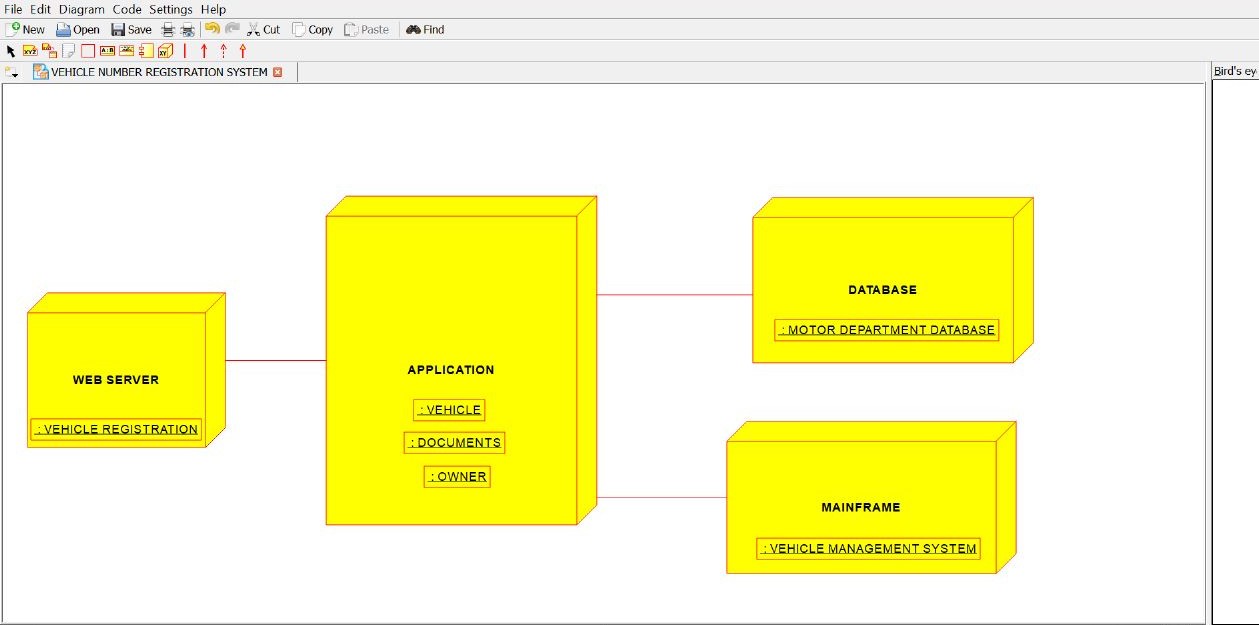 File Edit Diagram Code Settings Help
New Open Save Cut Copy Paste Find
VEHICLE NUMBER REGISTRATION SYSTEM
Bird's ey
WEB SERVER
: VEHICLE REGISTRATION
APPLICATION
: VEHICLE
: DOCUMENTS
: OWNER
DATABASE
: MOTOR DEPARTMENT DATABASE
MAINFRAME
: VEHICLE MANAGEMENT SYSTEM